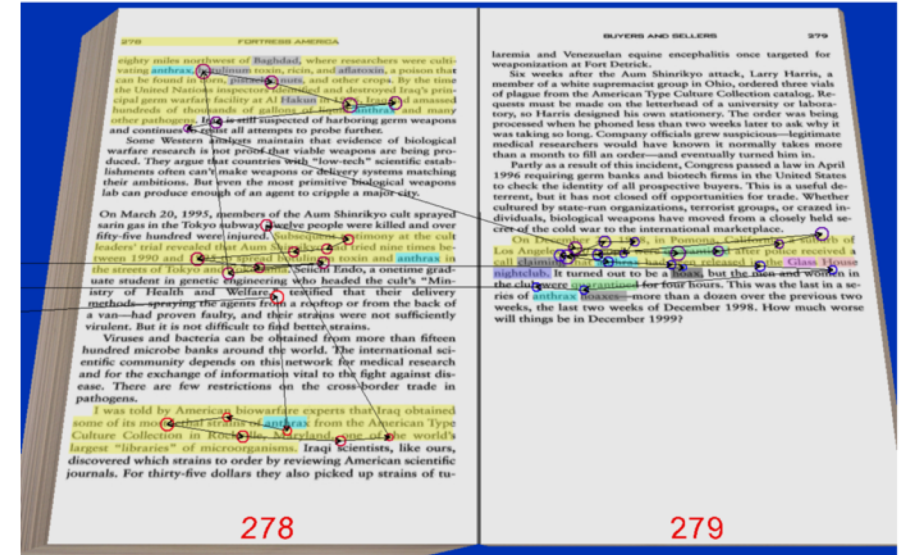 278 FORTRESS AMERICA
eighty miles northwest of Baghdad, where researchers were culti-
vating anthrax, botulinum toxin, ricin, and aflatoxin, a poison that
can be found in corn, pistachio nuts, and other crops. By the time
the United Nations inspectors identified and destroyed Iraq's prin-
cipal germ warfare facility at Al Hakum in Iraq had amassed
hundreds of thousands of gallons of liquid anthrax and many
other pathogens. Iraq is still suspected of harboring germ weapons
and continues to resist all attempts to probe further.
Some Western analysts maintain that evidence of biological
warfare research is not proof that viable weapons are being pro-
duced. They argue that countries with "low-tech" scientific estab-
lishments often can't make weapons or delivery systems matching
their ambitions. But even the most primitive biological weapons
lab can produce enough of an agent to cripple a major city.
On March 20, 1995, members of the Aum Shinrikyo cult sprayed
sarin gas in the Tokyo subway. Twelve people were killed and over
fifty-five hundred were injured. Subsequent testimony at the cult
leaders' trial revealed that Aum Shinrikyo had tried nine times be-
tween 1990 and 1995 to spread botulinum toxin and anthrax in
the streets of Tokyo and Yokohama. Seiichi Endo, a onetime grad-
uate student in genetic engineering who headed the cult's "Min-
istry of Health and Welfare," testified that their delivery
methods—spraying the agents from a rooftop or from the back of
a van—had proven faulty, and their strains were not sufficiently
virulent. But it is not difficult to find better strains.
Viruses and bacteria can be obtained from more than fifteen
hundred microbe banks around the world. The international sci-
entific community depends on this network for medical research
and for the exchange of information vital to the fight against dis-
ease. There are few restrictions on the cross-border trade in
pathogens.
I was told by American biowarfare experts that Iraq obtained
some of its most lethal strains of anthrax from the American Type
Culture Collection in Rockville, Maryland, one of the world's
largest "libraries" of microorganisms. Iraqi scientists, like ours,
discovered which strains to order by reviewing American scientific
journals. For thirty-five dollars they also picked up strains of tu-
278
BUYERS AND SELLERS 279
laremia and Venezuelan equine encephalitis once targeted for
weaponization at Fort Detrick.
Six weeks after the Aum Shinrikyo attack, Larry Harris, a
member of a white supremacist group in Ohio, ordered three vials
of plague from the American Type Culture Collection catalog. Re-
quests must be made on the letterhead of a university or labora-
tory, so Harris designed his own stationery. The order was being
processed when he phoned less than two weeks later to ask why it
was taking so long. Company officials grew suspicious—legitimate
medical researchers would have known it normally takes more
than a month to fill an order—and eventually turned him in.
Partly as a result of this incident, Congress passed a law in April
1996 requiring germ banks and biotech firms in the United States
to check the identity of all prospective buyers. This is a useful de-
terrent, but it has not closed off opportunities for trade. Whether
cultured by state-run organizations, terrorist groups, or crazed in-
dividuals, biological weapons have moved from a closely held se-
cret of the cold war to the international marketplace.
On December in Pomona, California, a suburb of
Los Angeles, were quarantined after police received a
call claiming that anthrax had been released in the Glass House
nightclub. It turned out to be a hoax, but the men and women in
the club were quarantined for four hours. This was the last in a se-
ries of anthrax hoaxes—more than a dozen over the previous two
weeks, the last two weeks of December 1998. How much worse
will things be in December 1999?
279